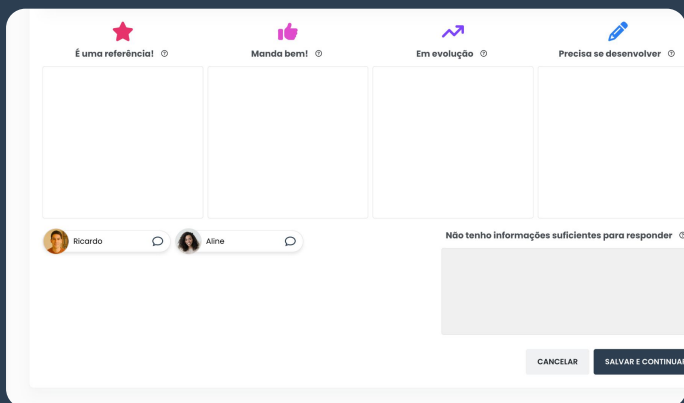 É uma referência!
Manda bem!
Em evolução
Precisa se desenvolver
Ricardo
Aline
Não tenho informações suficientes para responder
CANCELAR
SALVAR E CONTINUAR